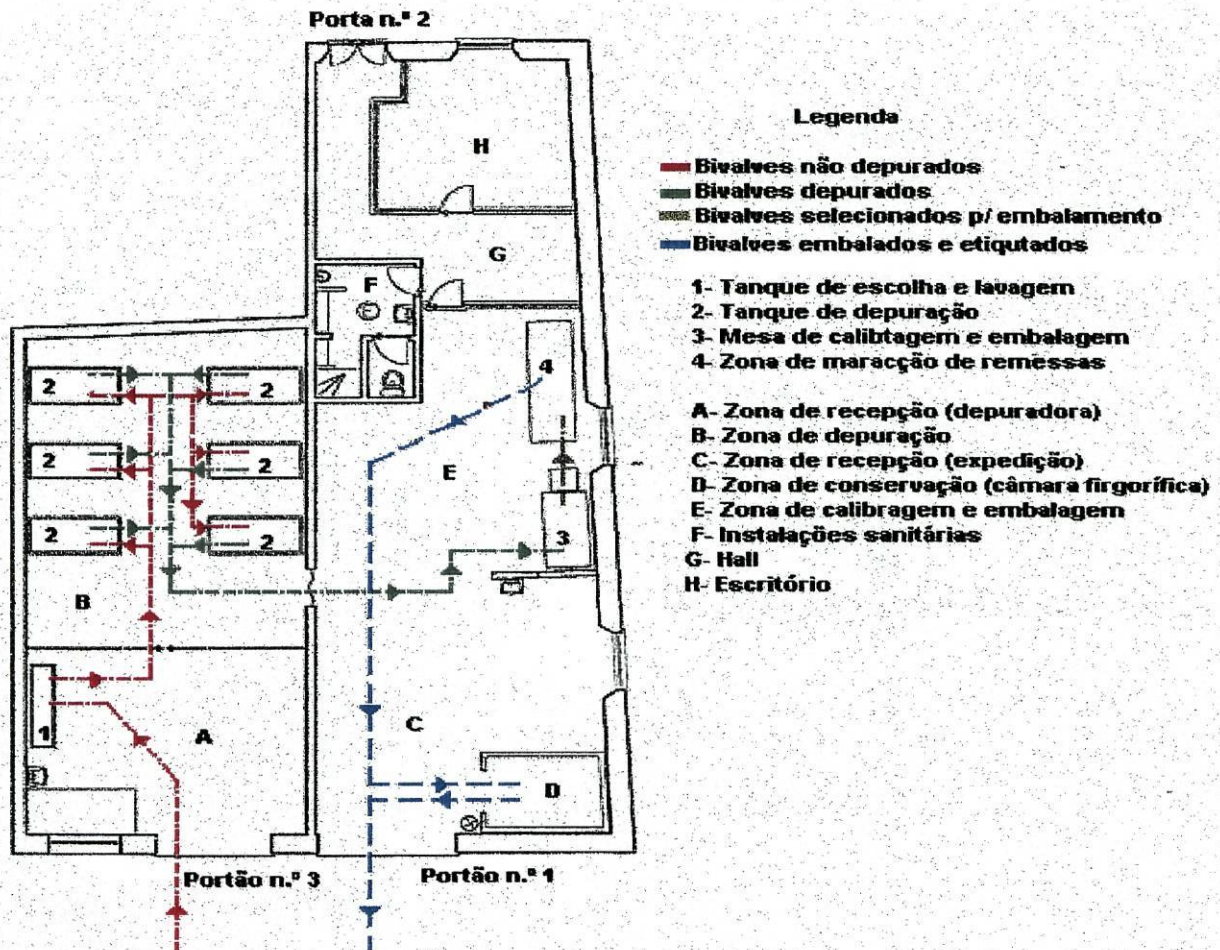 Porta n.º 2
H
G
F
4
E
3
2
2
2
2
2
2
B
A
1
C
D
Portão n.º 3
Portão n.º 1
Legenda
Bivalves não depurados
Bivalves depurados
Bivalves selecionados p/ embalamento
Bivalves embalados e etiqutados
1- Tanque de escolha e lavagem
2- Tanque de depuração
3- Mesa de calibtagem e embalagem
4- Zona de maracção de remessas
A- Zona de recepção (depuradora)
B- Zona de depuração
C- Zona de recepção (expedição)
D- Zona de conservação (câmara firgorífica)
E- Zona de calibragem e embalagem
F- Instalações sanitárias
G- Hall
H- Escritório